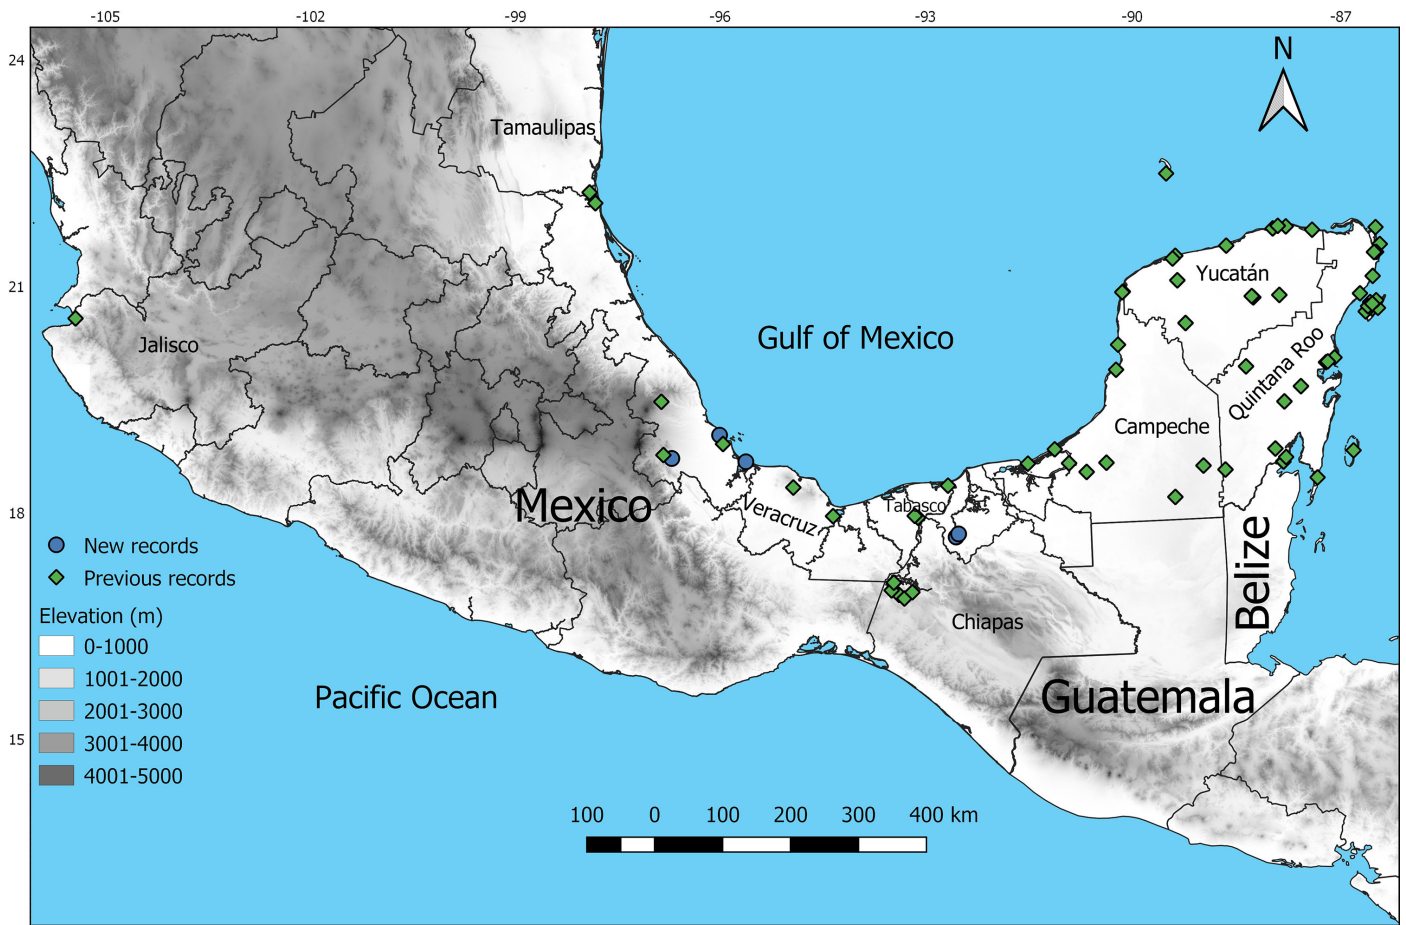 -105 -102 -99 -96 -93 -90 -87
24
21
18
15
N
Tamaulipas
Yucatán
Gulf of Mexico
Jalisco
Quintana Roo
Campeche
Mexico
Veracruz
Tabasco
Belize
Chiapas
Guatemala
Pacific Ocean
New records
Previous records
Elevation (m)
0-1000
1001-2000
2001-3000
3001-4000
4001-5000
100 0 100 200 300 400 km